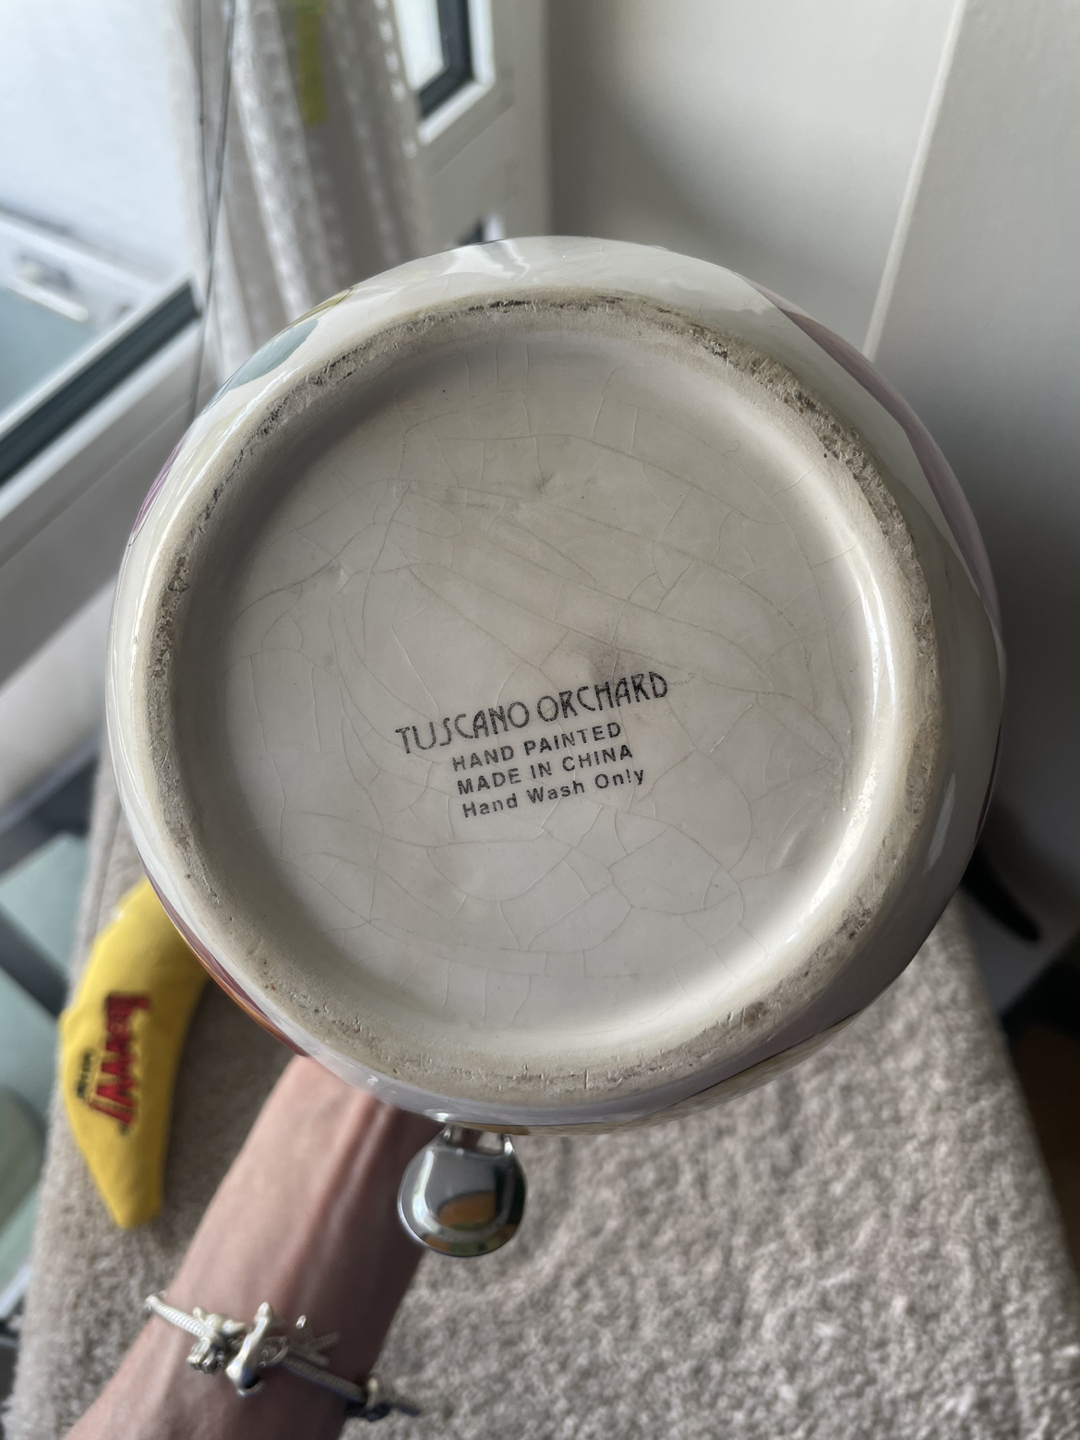 TUSCANO ORCHARD
HAND PAINTED
MADE IN CHINA
Hand Wash Only